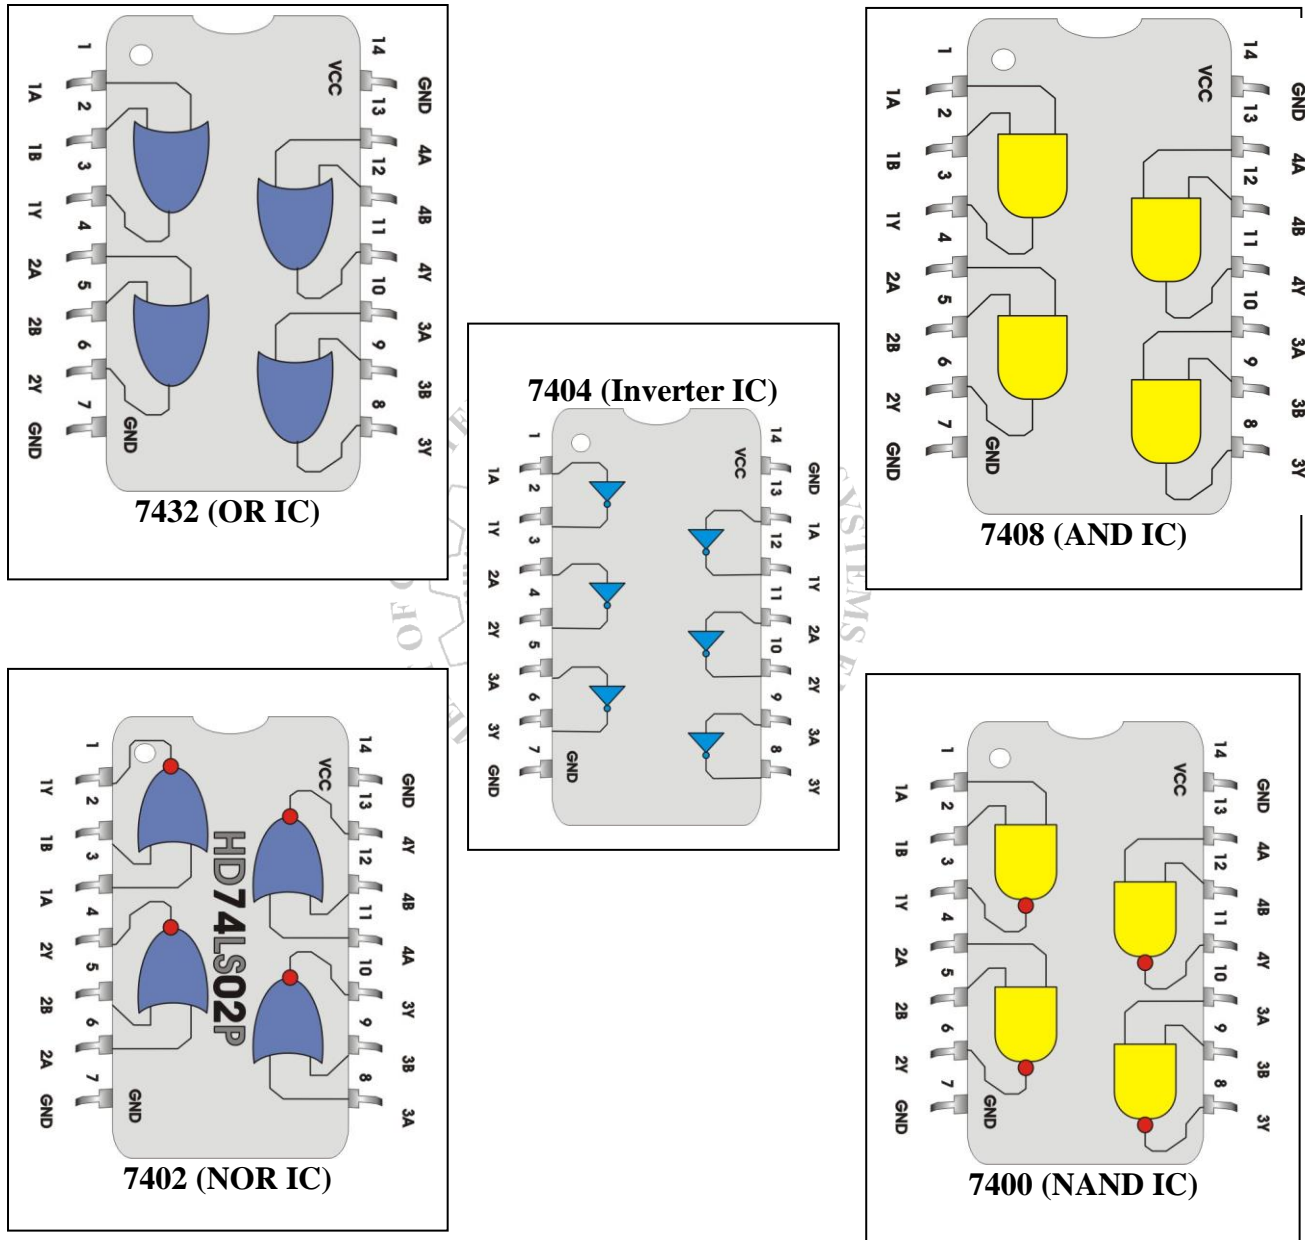 1
14
VCC
1A
GND
2
13
1B
4A
3
12
1Y
4B
4
11
2A
4Y
5
10
2B
3A
6
9
2Y
3B
7
8
GND
GND
3Y
7432 (OR IC)
1
14
VCC
1A
GND
2
13
1B
4A
3
12
1Y
4B
4
11
2A
4Y
5
10
2B
3A
6
9
2Y
3B
7
8
GND
GND
3Y
7408 (AND IC)
7404 (Inverter IC)
1
14
VCC
1A
GND
2
13
1Y
1A
3
12
2A
1Y
4
11
2Y
2A
5
10
3A
2Y
6
9
3Y
3A
7
8
GND
GND
3Y
SYSTEMS
OF
1
14
VCC
1Y
GND
2
13
1B
4Y
3
12
1A
4B
4
11
2Y
4A
5
10
2B
3Y
6
9
2A
3B
7
8
GND
GND
3A
HD74LS02P
7402 (NOR IC)
1
14
VCC
1A
GND
2
13
1B
4A
3
12
1Y
4B
4
11
2A
4Y
5
10
2B
3A
6
9
2Y
3B
7
8
GND
GND
3Y
7400 (NAND IC)